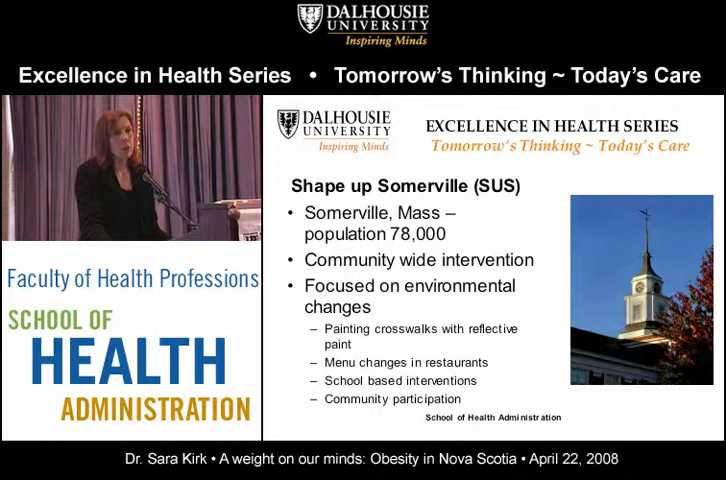 DALHOUSIE
UNIVERSITY
Inspiring Minds
Excellence in Health Series • Tomorrow's Thinking ~ Today's Care
DALHOUSIE
UNIVERSITY
Inspiring Minds
EXCELLENCE IN HEALTH SERIES
Tomorrow's Thinking ~ Today's Care
Shape up Somerville (SUS)
• Somerville, Mass –
population 78,000
• Community wide intervention
• Focused on environmental
changes
– Painting crosswalks with reflective
paint
– Menu changes in restaurants
– School based interventions
– Community participation
School of Health Administration
Faculty of Health Professions
SCHOOL OF
HEALTH
ADMINISTRATION
Dr. Sara Kirk • A weight on our minds: Obesity in Nova Scotia • April 22, 2008